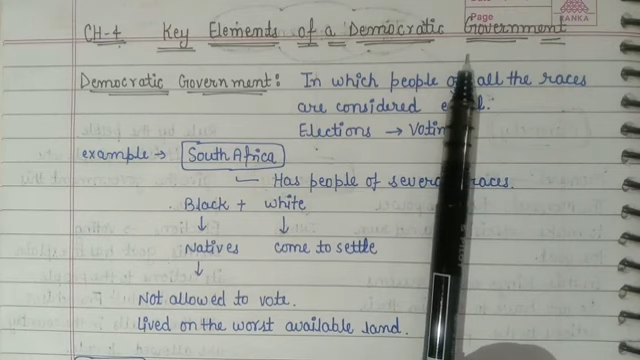 Page
RANKA
CH-4 Key Elements of a Democratic Government
Democratic Government: In which people all the races
are considered
Elections → Votin
example → South Africa
Has people of several races.
Black + white
↓ ↓
Natives come to settle
↓
Not allowed to vote.
lived on the worst available land.